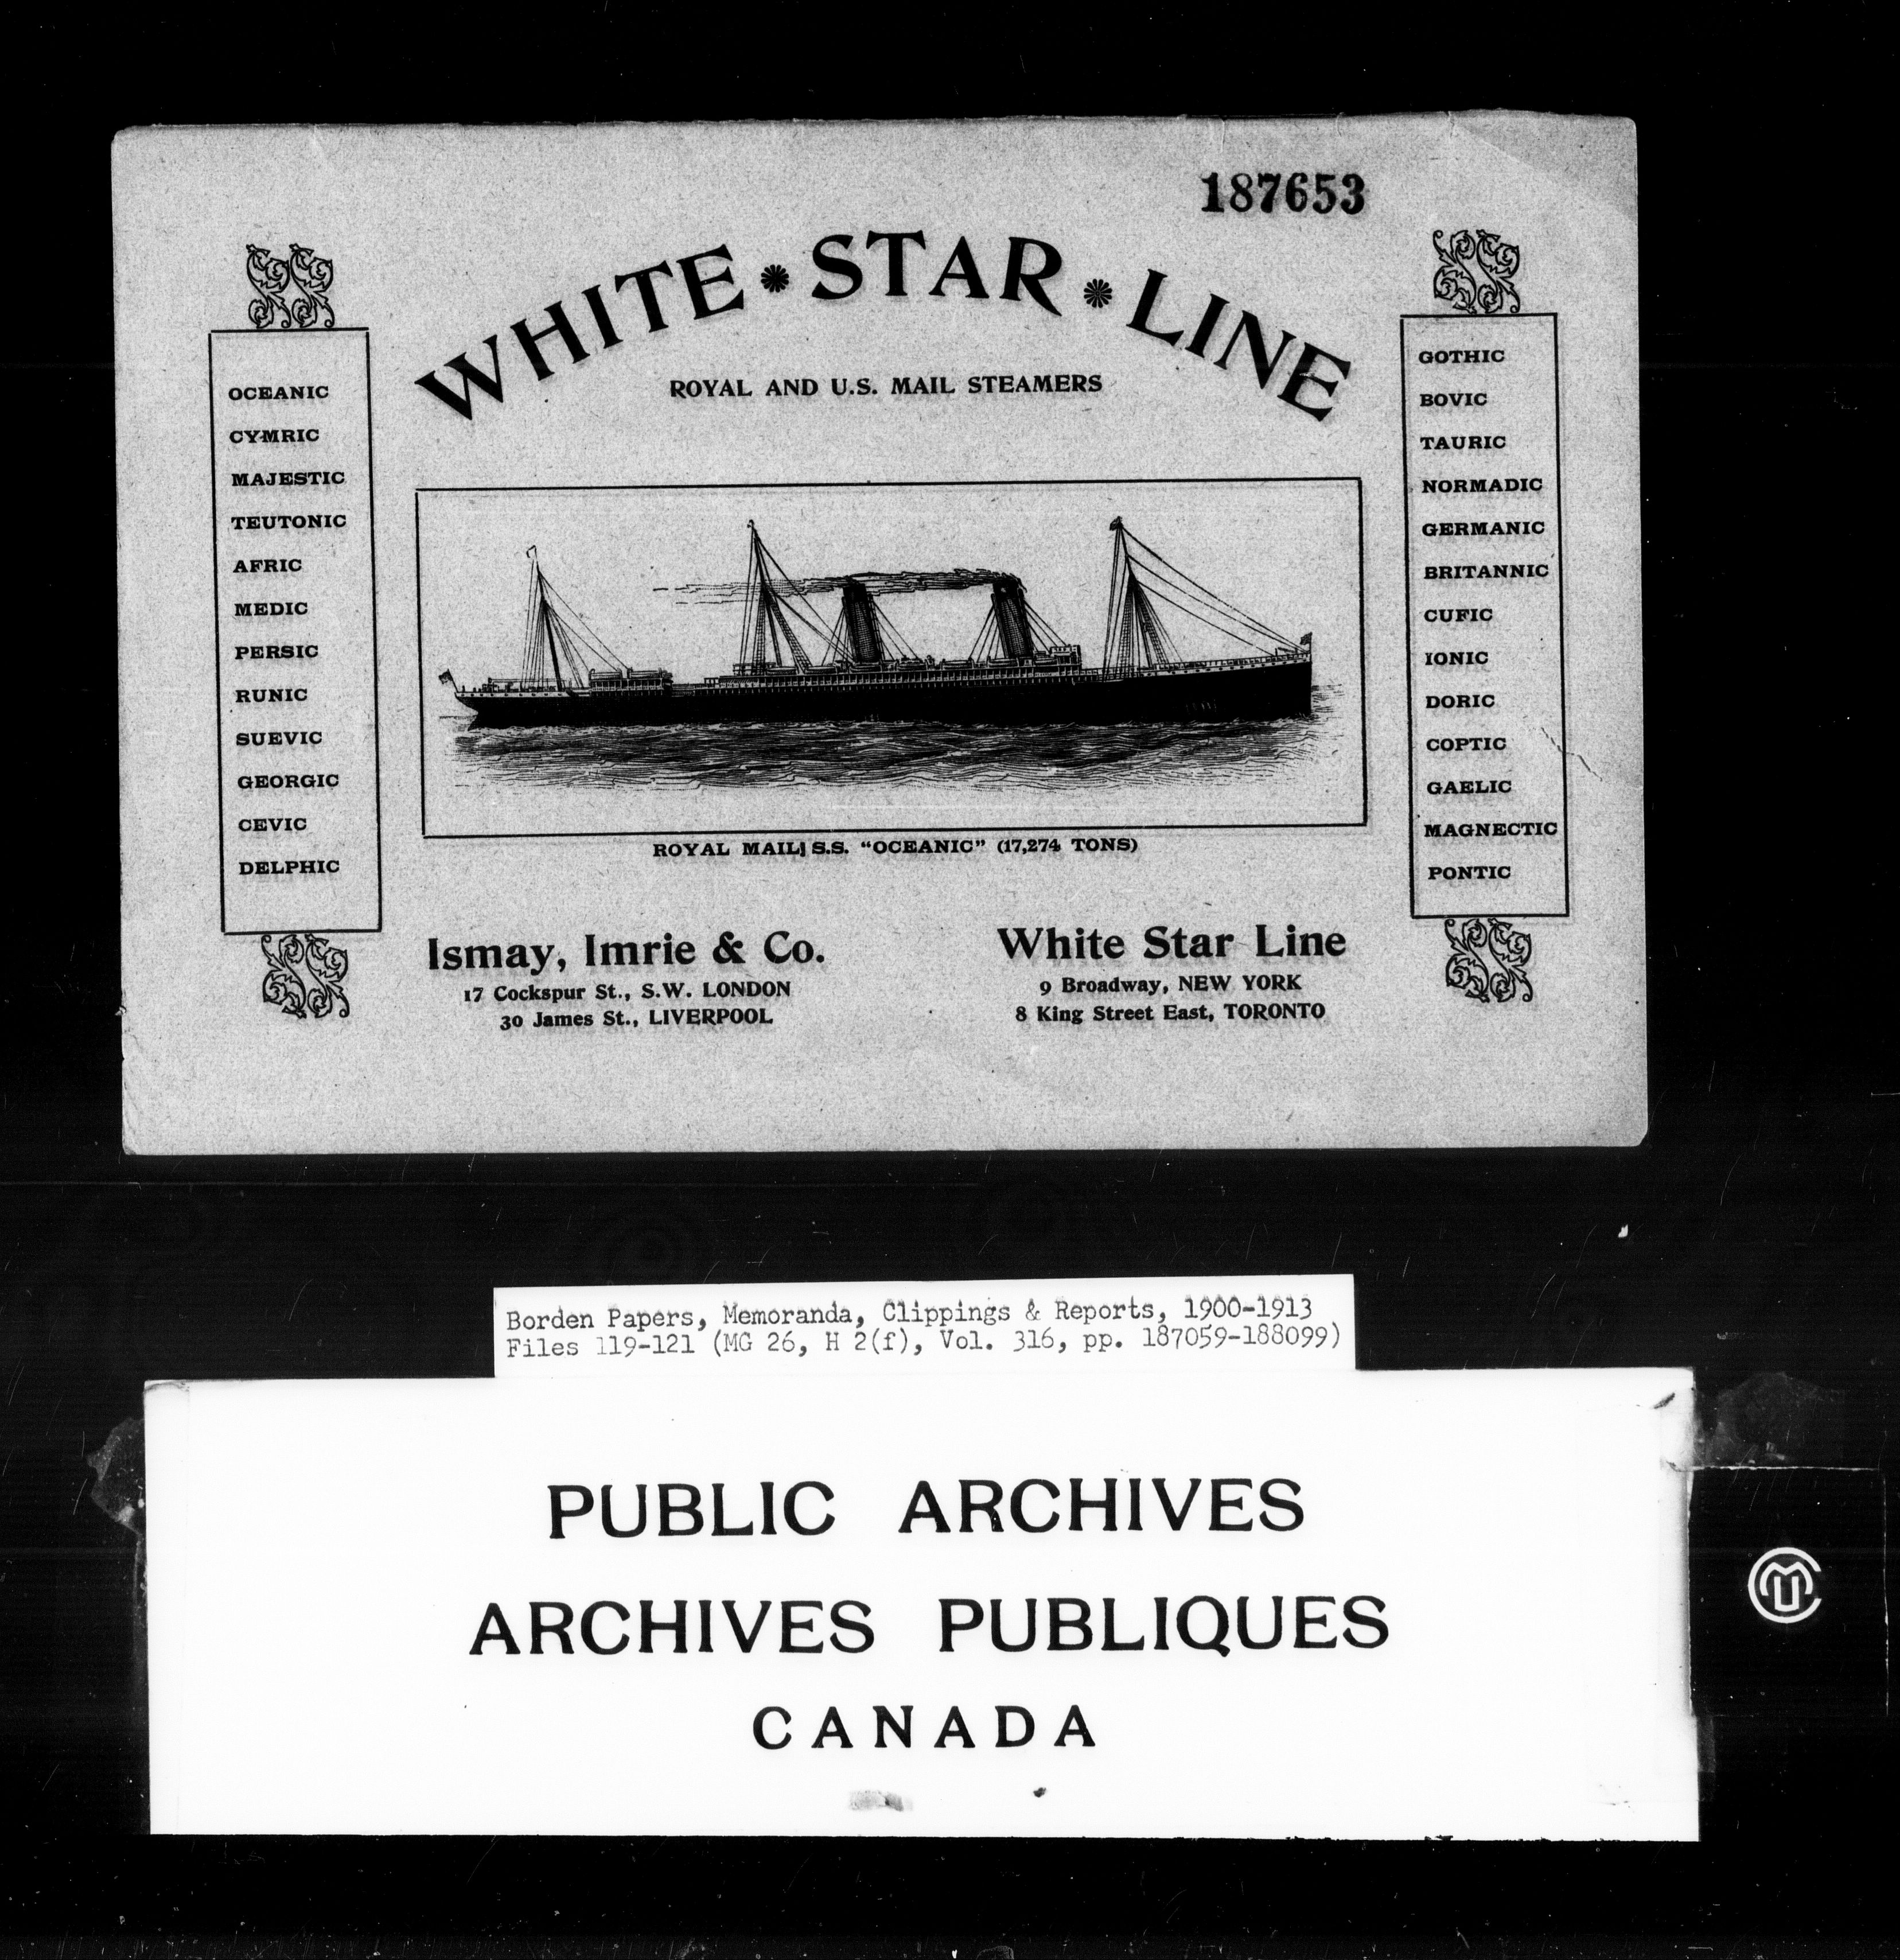 187653
WHITE STAR LINE
ROYAL AND U.S. MAIL STEAMERS
OCEANIC
CYMRIC
MAJESTIC
TEUTONIC
AFRIC
MEDIC
PERSIC
RUNIC
SUEVIC
GEORGIC
CEVIC
DELPHIC
GOTHIC
BOVIC
TAURIC
NORMADIC
GERMANIC
BRITANNIC
CUFIC
IONIC
DORIC
COPTIC
GAELIC
MAGNECTIC
PONTIC
ROYAL MAIL S.S. "OCEANIC" (17,274 TONS)
Ismay, Imrie & Co.
17 Cockspur St., S.W. LONDON
30 James St., LIVERPOOL
White Star Line
9 Broadway, NEW YORK
8 King Street East, TORONTO
Borden Papers, Memoranda, Clippings & Reports, 1900-1913
Files 119-121 (MG 26, H 2(f), Vol. 316, pp. 187059-188099)
PUBLIC ARCHIVES
ARCHIVES PUBLIQUES
CANADA